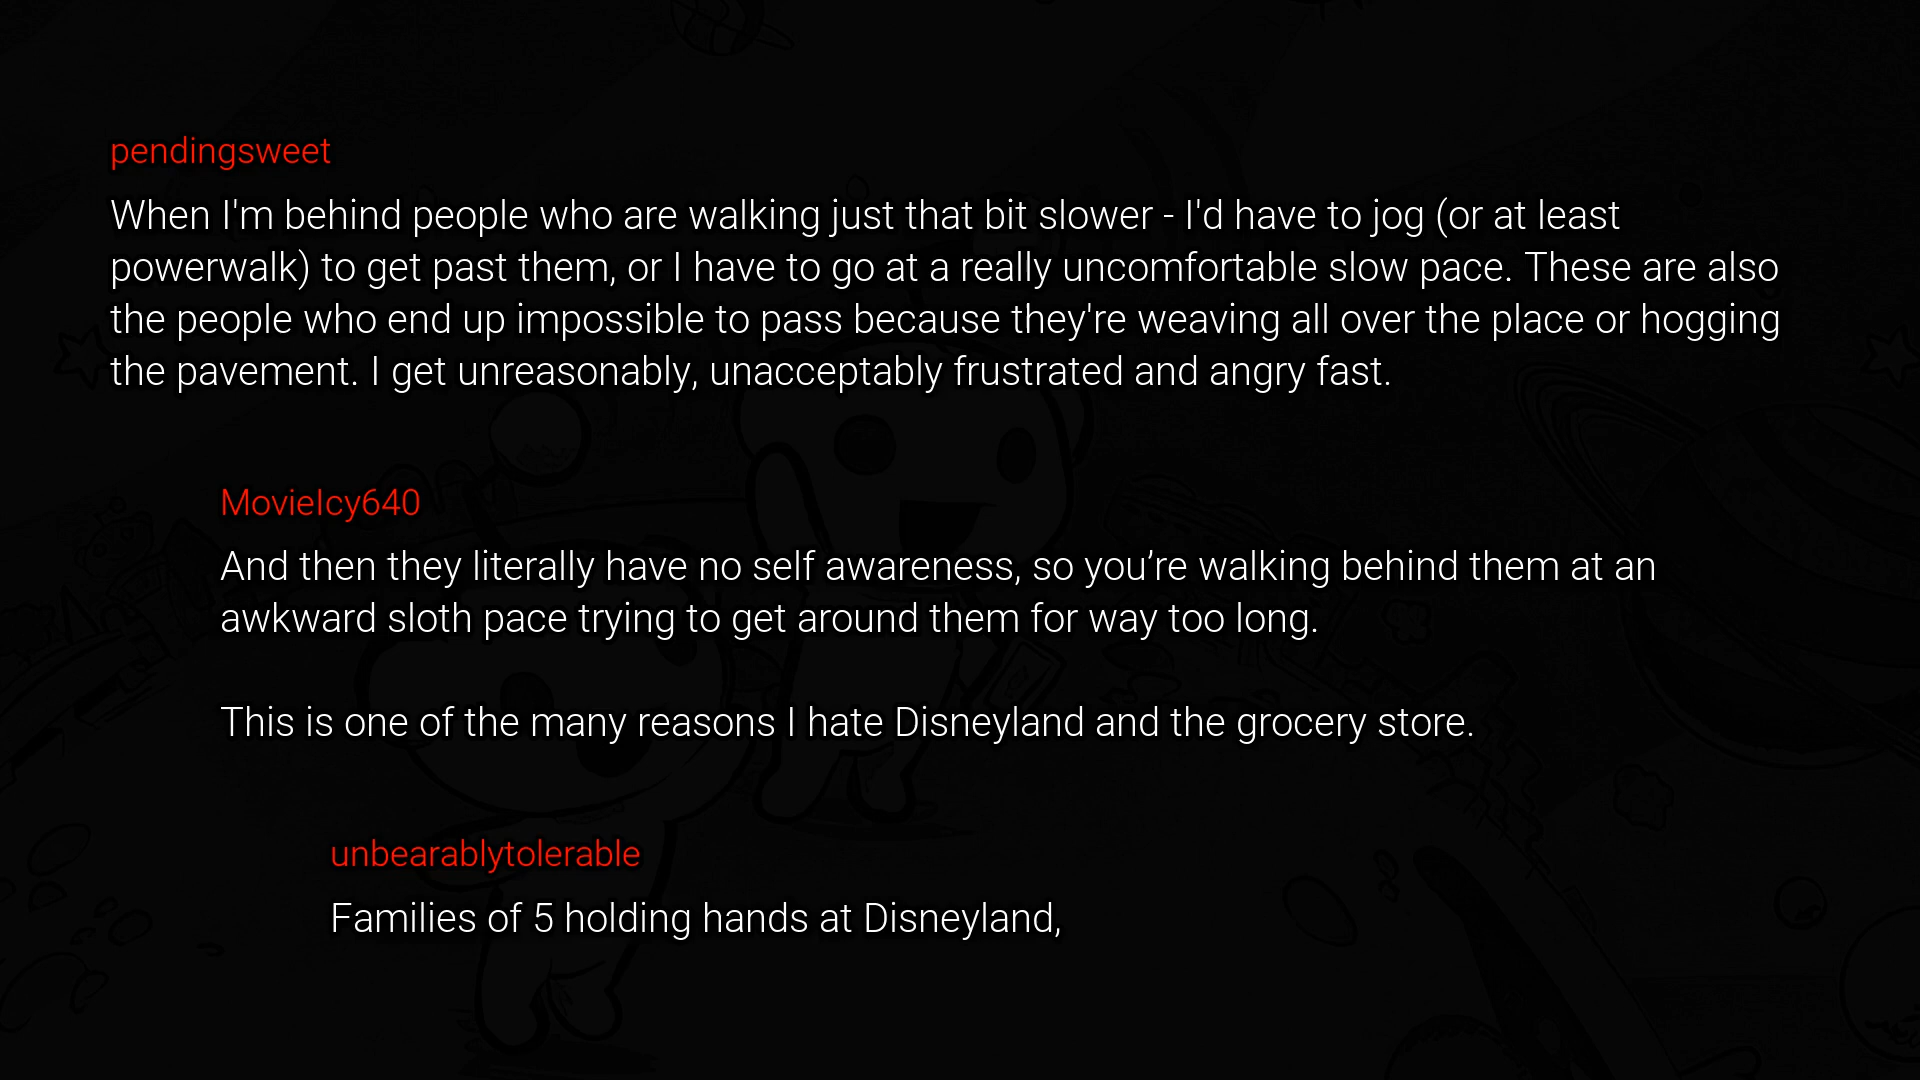 pendingsweet
When I'm behind people who are walking just that bit slower - I'd have to jog (or at least
powerwalk) to get past them, or I have to go at a really uncomfortable slow pace. These are also
the people who end up impossible to pass because they're weaving all over the place or hogging
the pavement. I get unreasonably, unacceptably frustrated and angry fast.
MovieIcy640
And then they literally have no self awareness, so you’re walking behind them at an
awkward sloth pace trying to get around them for way too long.
This is one of the many reasons I hate Disneyland and the grocery store.
unbearablytolerable
Families of 5 holding hands at Disneyland,